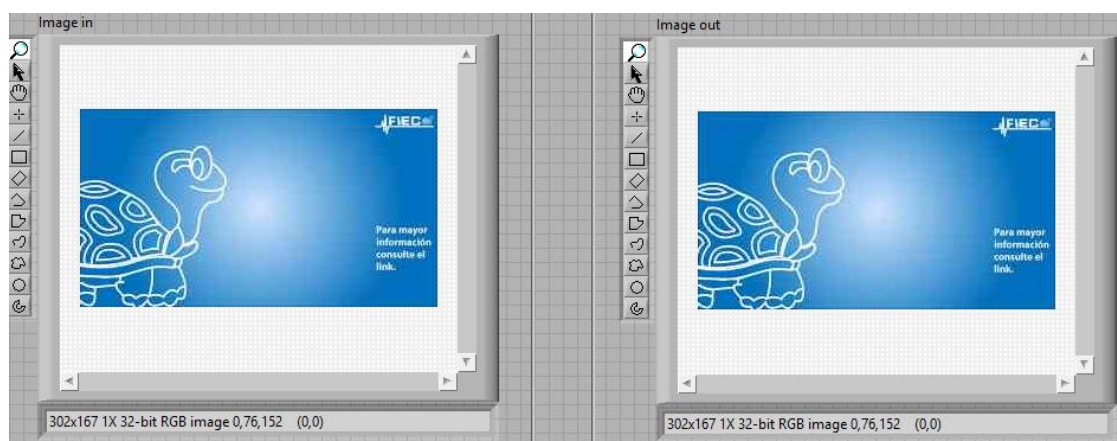 Image in
FIEC
Para mayor
información
consulte el
link.
302x167 1X 32-bit RGB image 0,76,152 (0,0)
Image out
FIEC
Para mayor
información
consulte el
link.
302x167 1X 32-bit RGB image 0,76,152 (0,0)